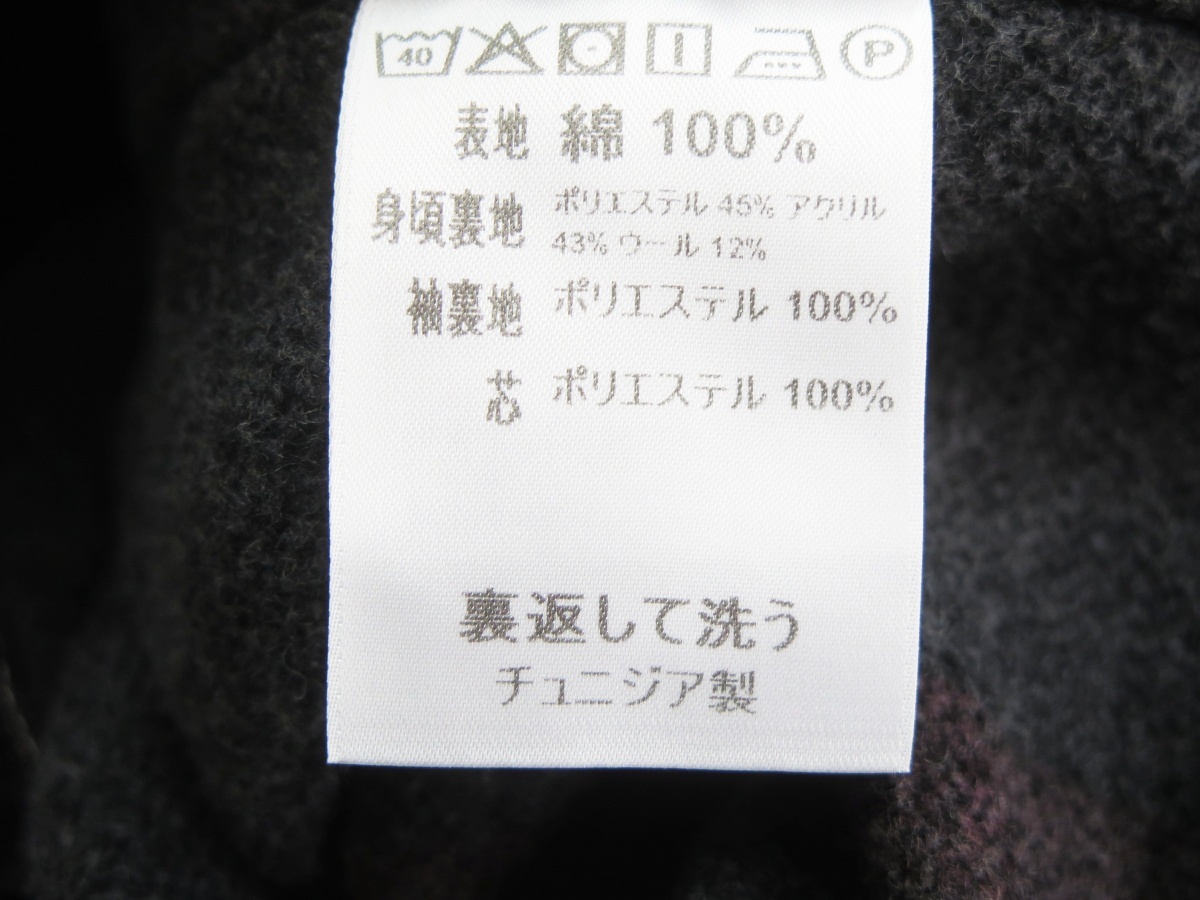 40 P
表地 綿 100%
身頃裏地 ポリエステル 45% アクリル
43% ウール 12%
袖裏地 ポリエステル 100%
芯 ポリエステル 100%
裏返して洗う
チュニジア製